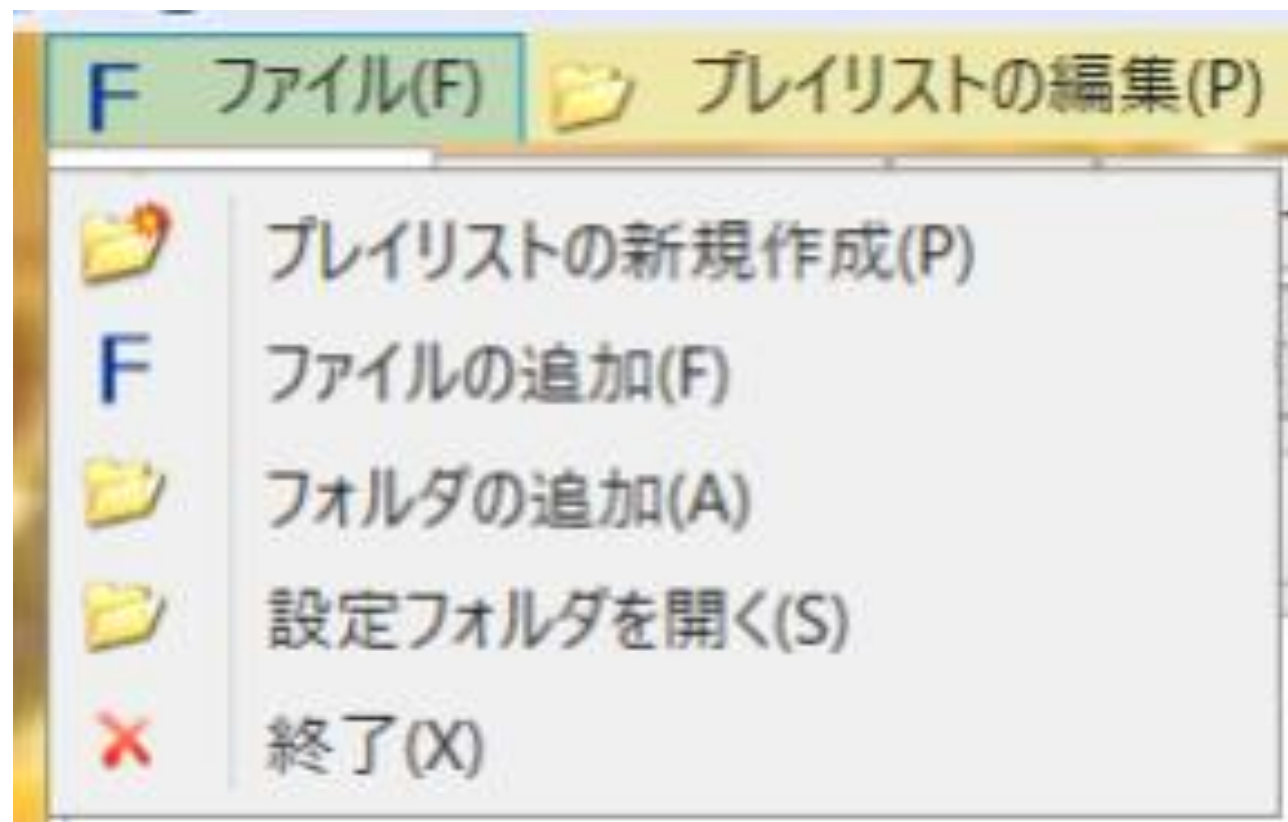 F ファイル(F) プレイリストの編集(P)
プレイリストの新規作成(P)
F ファイルの追加(F)
フォルダの追加(A)
設定フォルダを開く(S)
終了(X)